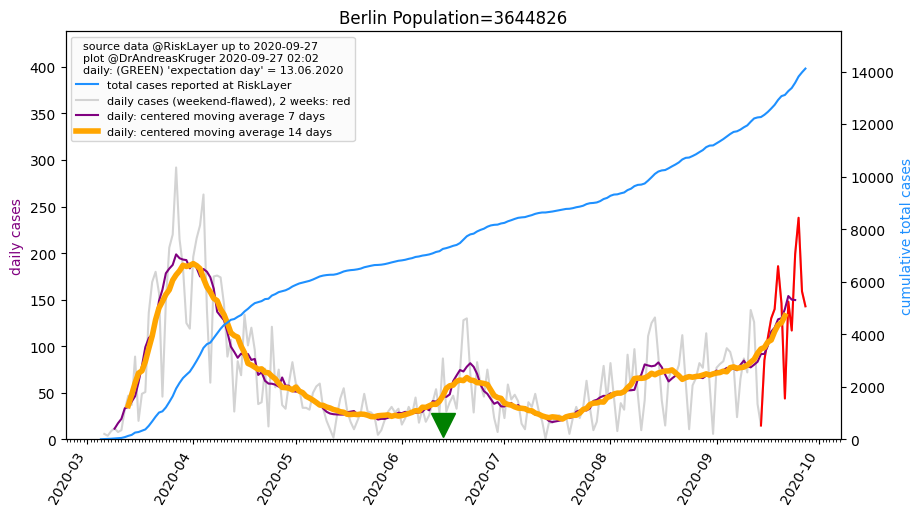 Berlin Population=3644826
source data @RiskLayer up to 2020-09-27
plot @DrAndreasKruger 2020-09-27 02:02
daily: (GREEN) 'expectation day' = 13.06.2020
total cases reported at RiskLayer
daily cases (weekend-flawed), 2 weeks: red
daily: centered moving average 7 days
daily: centered moving average 14 days
daily cases
400
350
300
250
200
150
100
50
0
cumulative total cases
14000
12000
10000
8000
6000
4000
2000
0
2020-03
2020-04
2020-05
2020-06
2020-07
2020-08
2020-09
2020-10